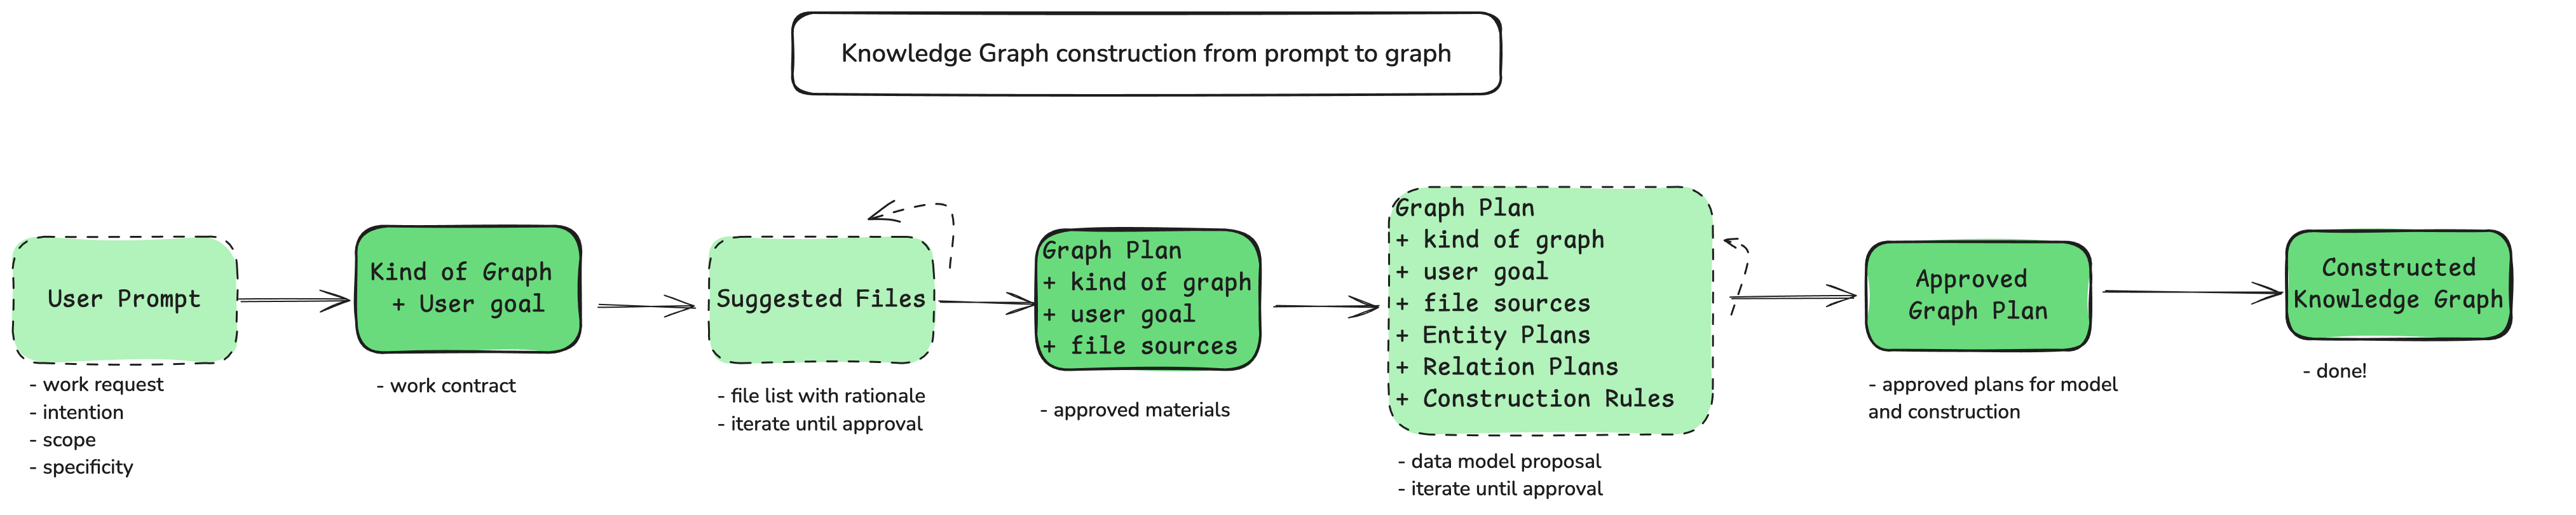 Knowledge Graph construction from prompt to graph
User Prompt
- work request
- intention
- scope
- specificity
Kind of Graph
+ User goal
- work contract
Suggested Files
- file list with rationale
- iterate until approval
Graph Plan
+ kind of graph
+ user goal
+ file sources
- approved materials
Graph Plan
+ kind of graph
+ user goal
+ file sources
+ Entity Plans
+ Relation Plans
+ Construction Rules
- data model proposal
- iterate until approval
Approved
Graph Plan
- approved plans for model
and construction
Constructed
Knowledge Graph
- done!